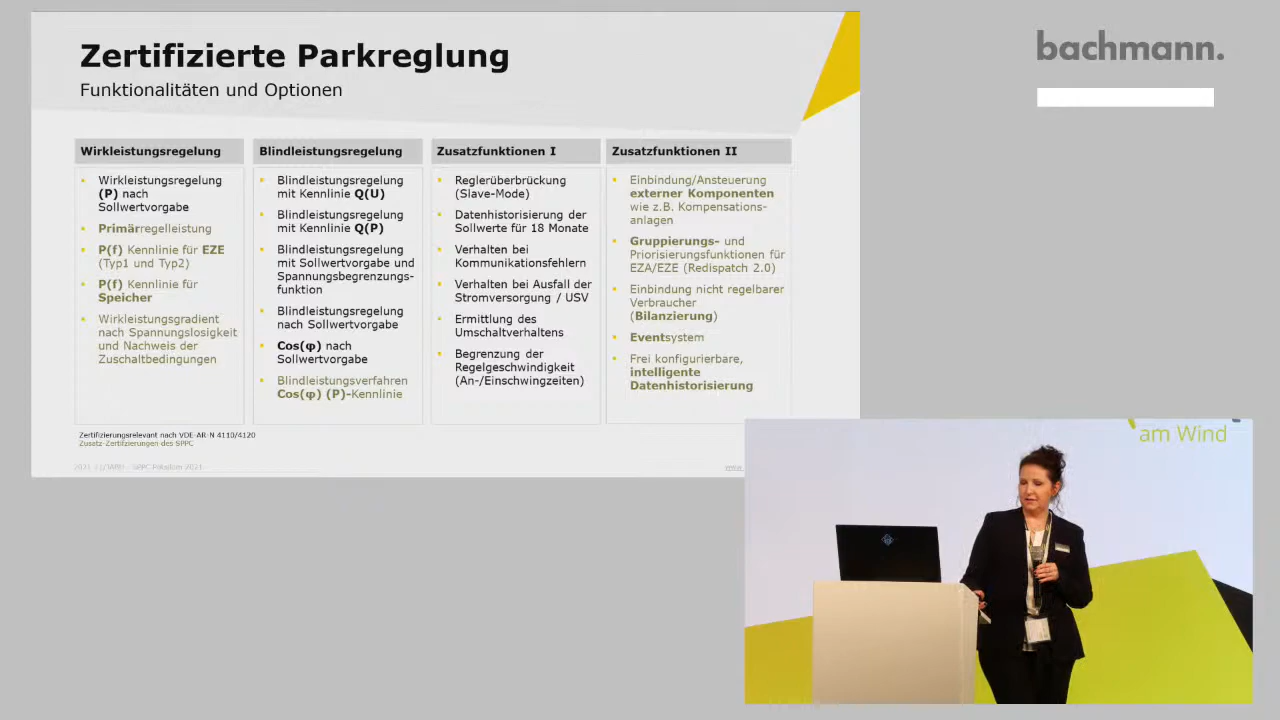 Zertifizierte Parkreglung
Funktionalitäten und Optionen
bachmann.
Wirkleistungsregelung
Wirkleistungsregelung
(P) nach
Sollwertvorgabe
Primärregelleistung
P(f) Kennlinie für EZE
(Typ1 und Typ2)
P(f) Kennlinie für
Speicher
Wirkleistungsgradient
nach Spannungslosigkeit
und Nachweis der
Zuschaltbedingungen
Blindleistungsregelung
Blindleistungsregelung
mit Kennlinie Q(U)
Blindleistungsregelung
mit Kennlinie Q(P)
Blindleistungsregelung
mit Sollwertvorgabe und
Spannungsbegrenzungs-
funktion
Blindleistungsregelung
nach Sollwertvorgabe
Cos(φ) nach
Sollwertvorgabe
Blindleistungsverfahren
Cos(φ) (P)-Kennlinie
Zusatzfunktionen I
Reglerüberbrückung
(Slave-Mode)
Datenhistorisierung der
Sollwerte für 18 Monate
Verhalten bei
Kommunikationsfehlern
Verhalten bei Ausfall der
Stromversorgung / USV
Ermittlung des
Umschaltverhaltens
Begrenzung der
Regelgeschwindigkeit
(An-/Einschwingzeiten)
Zusatzfunktionen II
Einbindung/Ansteuerung
externer Komponenten
wie z.B. Kompensations-
anlagen
Gruppierungs- und
Priorisierungsfunktionen für
EZA/EZE (Redispatch 2.0)
Einbindung nicht regelbarer
Verbraucher
(Bilanzierung)
Eventsystem
Frei konfigurierbare,
intelligente
Datenhistorisierung
Zertifizierungsrelevant nach VDE-AR-N 4110/4120
Zusatz-Zertifizierungen des SPPC
www.
am Wind